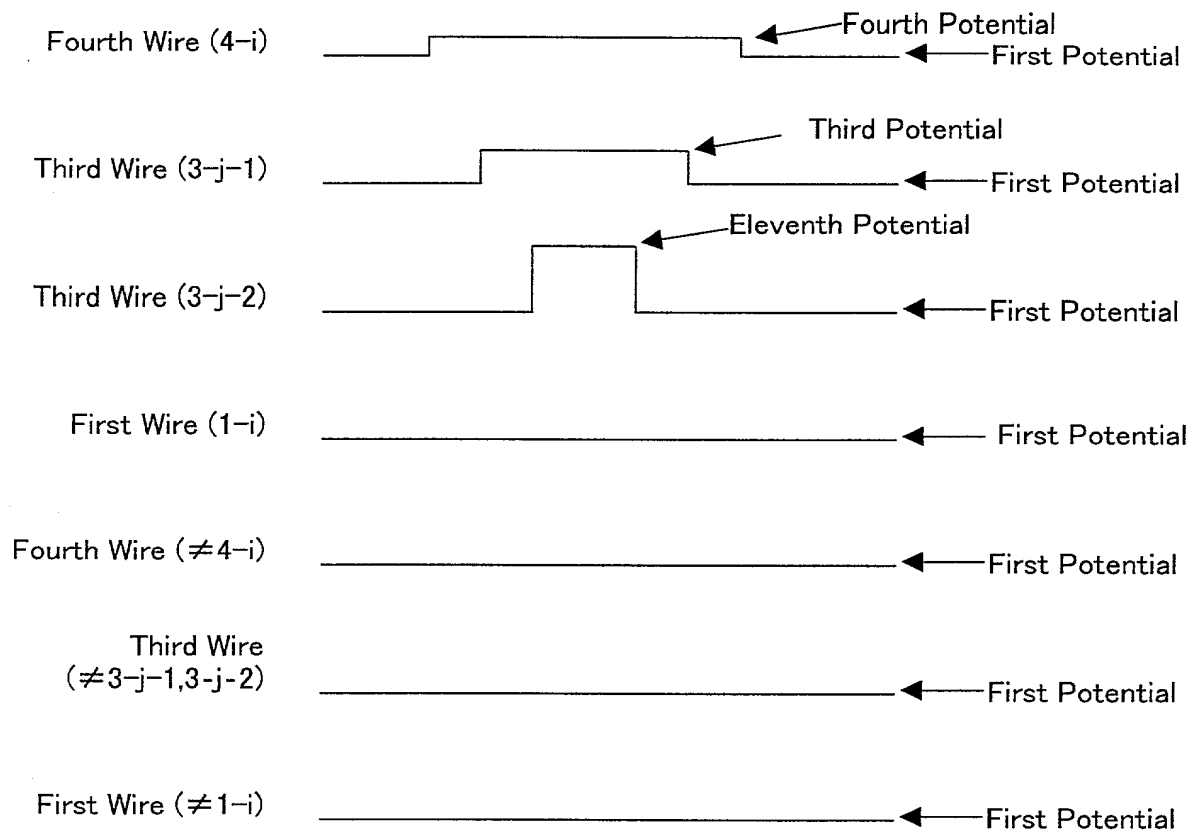 Fourth Wire (4-i)
Fourth Potential
First Potential
Third Wire (3-j-1)
Third Potential
First Potential
Third Wire (3-j-2)
Eleventh Potential
First Potential
First Wire (1-i)
First Potential
Fourth Wire (≠4-i)
First Potential
Third Wire
(≠3-j-1,3-j-2)
First Potential
First Wire (≠1-i)
First Potential